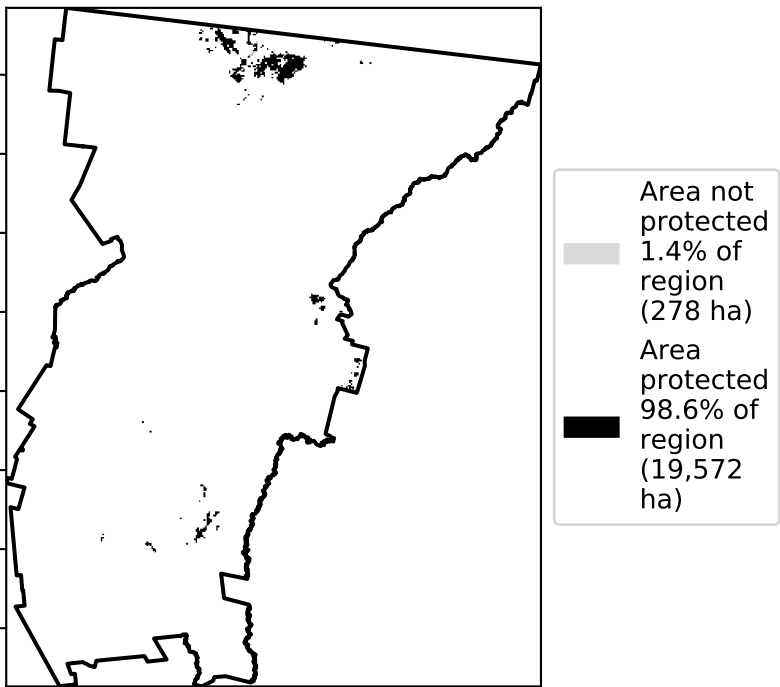 Area not
protected
1.4% of
region
(278 ha)
Area
protected
98.6% of
region
(19,572
ha)